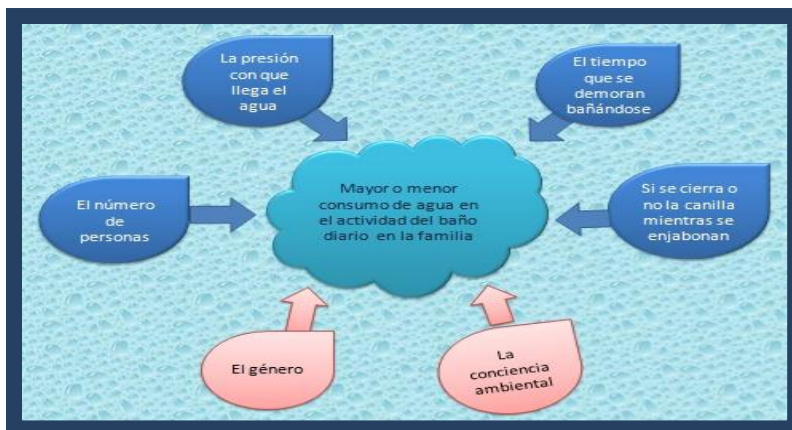 La presión
con que
llega el
agua
El tiempo
que se
demoran
bañándose
El número
de
personas
Mayor o menor
consumo de agua en
el actividad del baño
diario en la familia
Si se cierra o
no la canilla
mientras se
enjabonan
El género
La
conciencia
ambiental